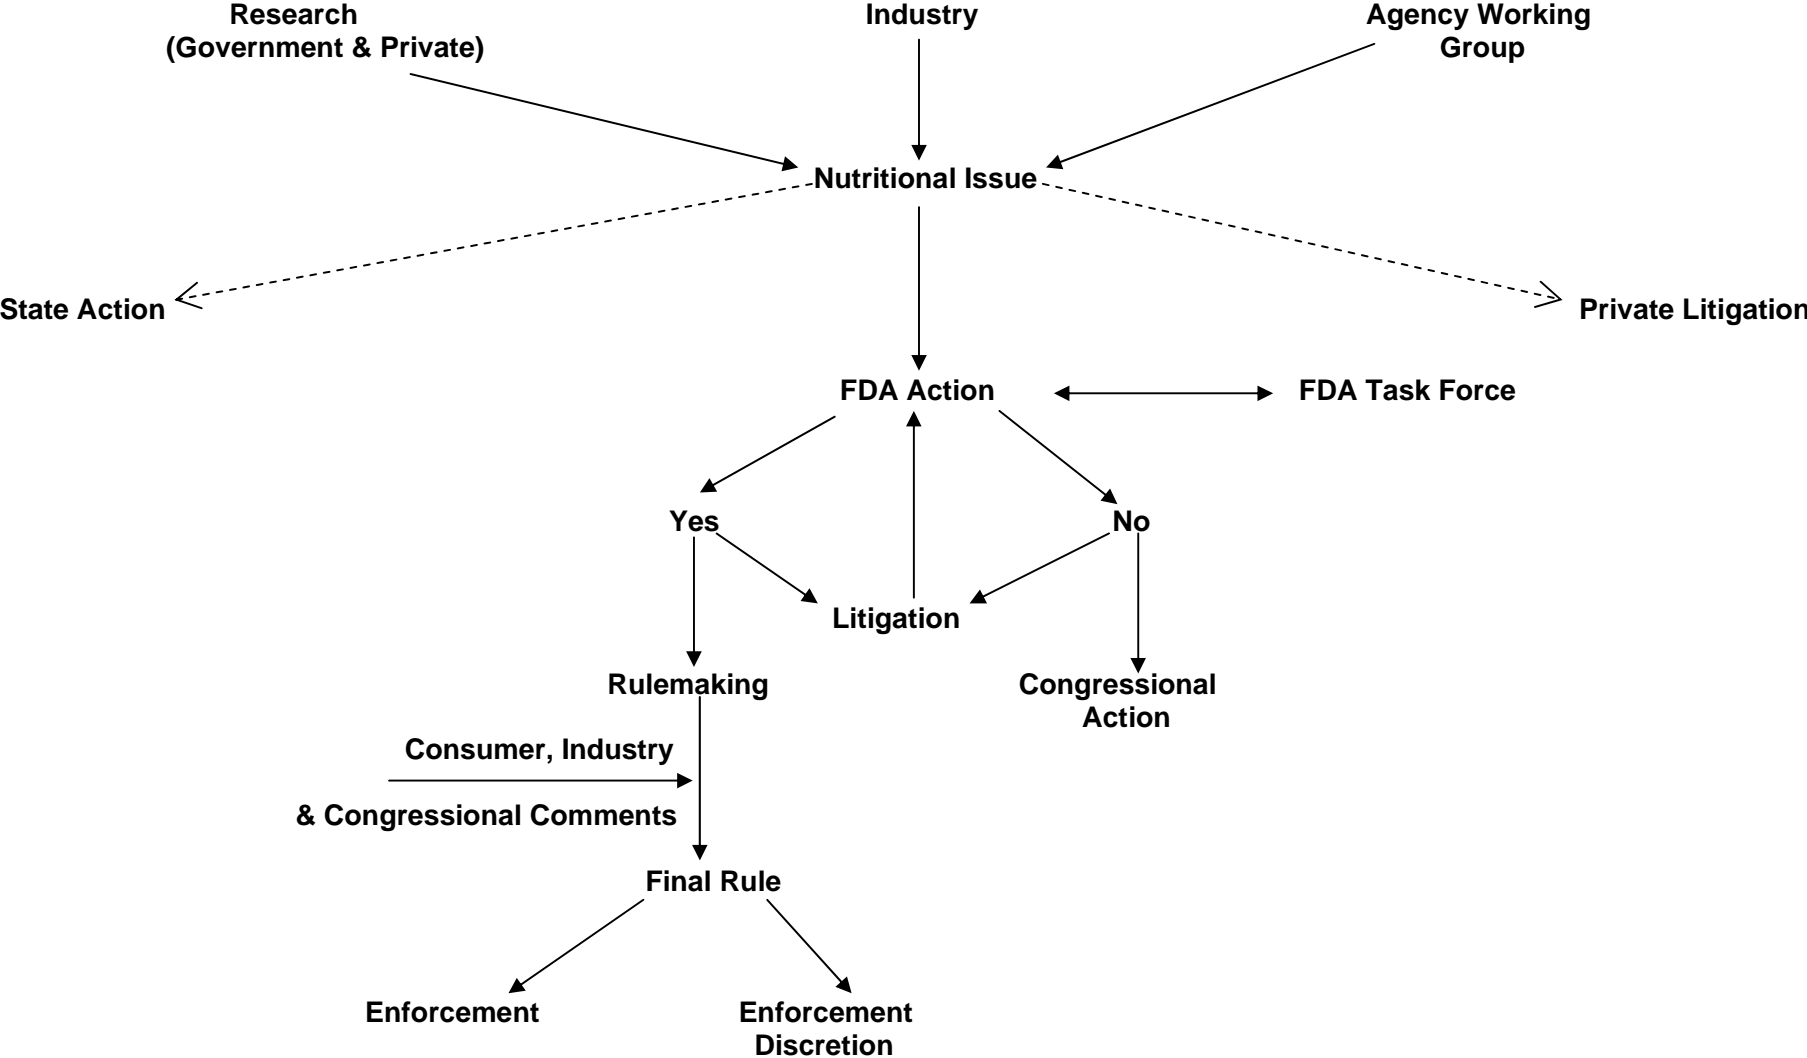 Research
(Government & Private)
Industry
Agency Working
Group
Nutritional Issue
State Action
Private Litigation
FDA Action
FDA Task Force
Yes
No
Litigation
Rulemaking
Congressional
Action
Consumer, Industry
& Congressional Comments
Final Rule
Enforcement
Enforcement
Discretion